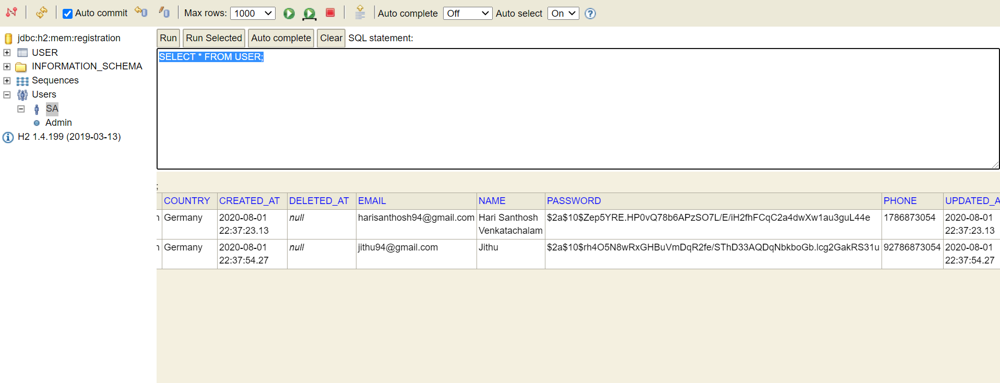 Auto commit Max rows: 1000 Auto complete Off Auto select On
jdbc:h2:mem:registration
USER
INFORMATION_SCHEMA
Sequences
Users
SA
Admin
H2 1.4.199 (2019-03-13)
Run Run Selected Auto complete Clear SQL statement:
SELECT * FROM USER;
;
COUNTRY CREATED_AT DELETED_AT EMAIL NAME PASSWORD PHONE UPDATED_A
n Germany 2020-08-01 null harisanthosh94@gmail.com Hari Santhosh $2a$10$Zep5YRE.HP0vQ78b6APzSO7L/E/iH2fhFCqC2a4dwXw1au3guL44e 1786873054 2020-08-01
22:37:23.13 Venkatachalam 22:37:23.13
n Germany 2020-08-01 null jithu94@gmail.com Jithu $2a$10$rh4O5N8wRxGHBuVmDqR2fe/SThD33AQDqNbkboGb.lcg2GakRS31u 92786873054 2020-08-01
22:37:54.27 22:37:54.27